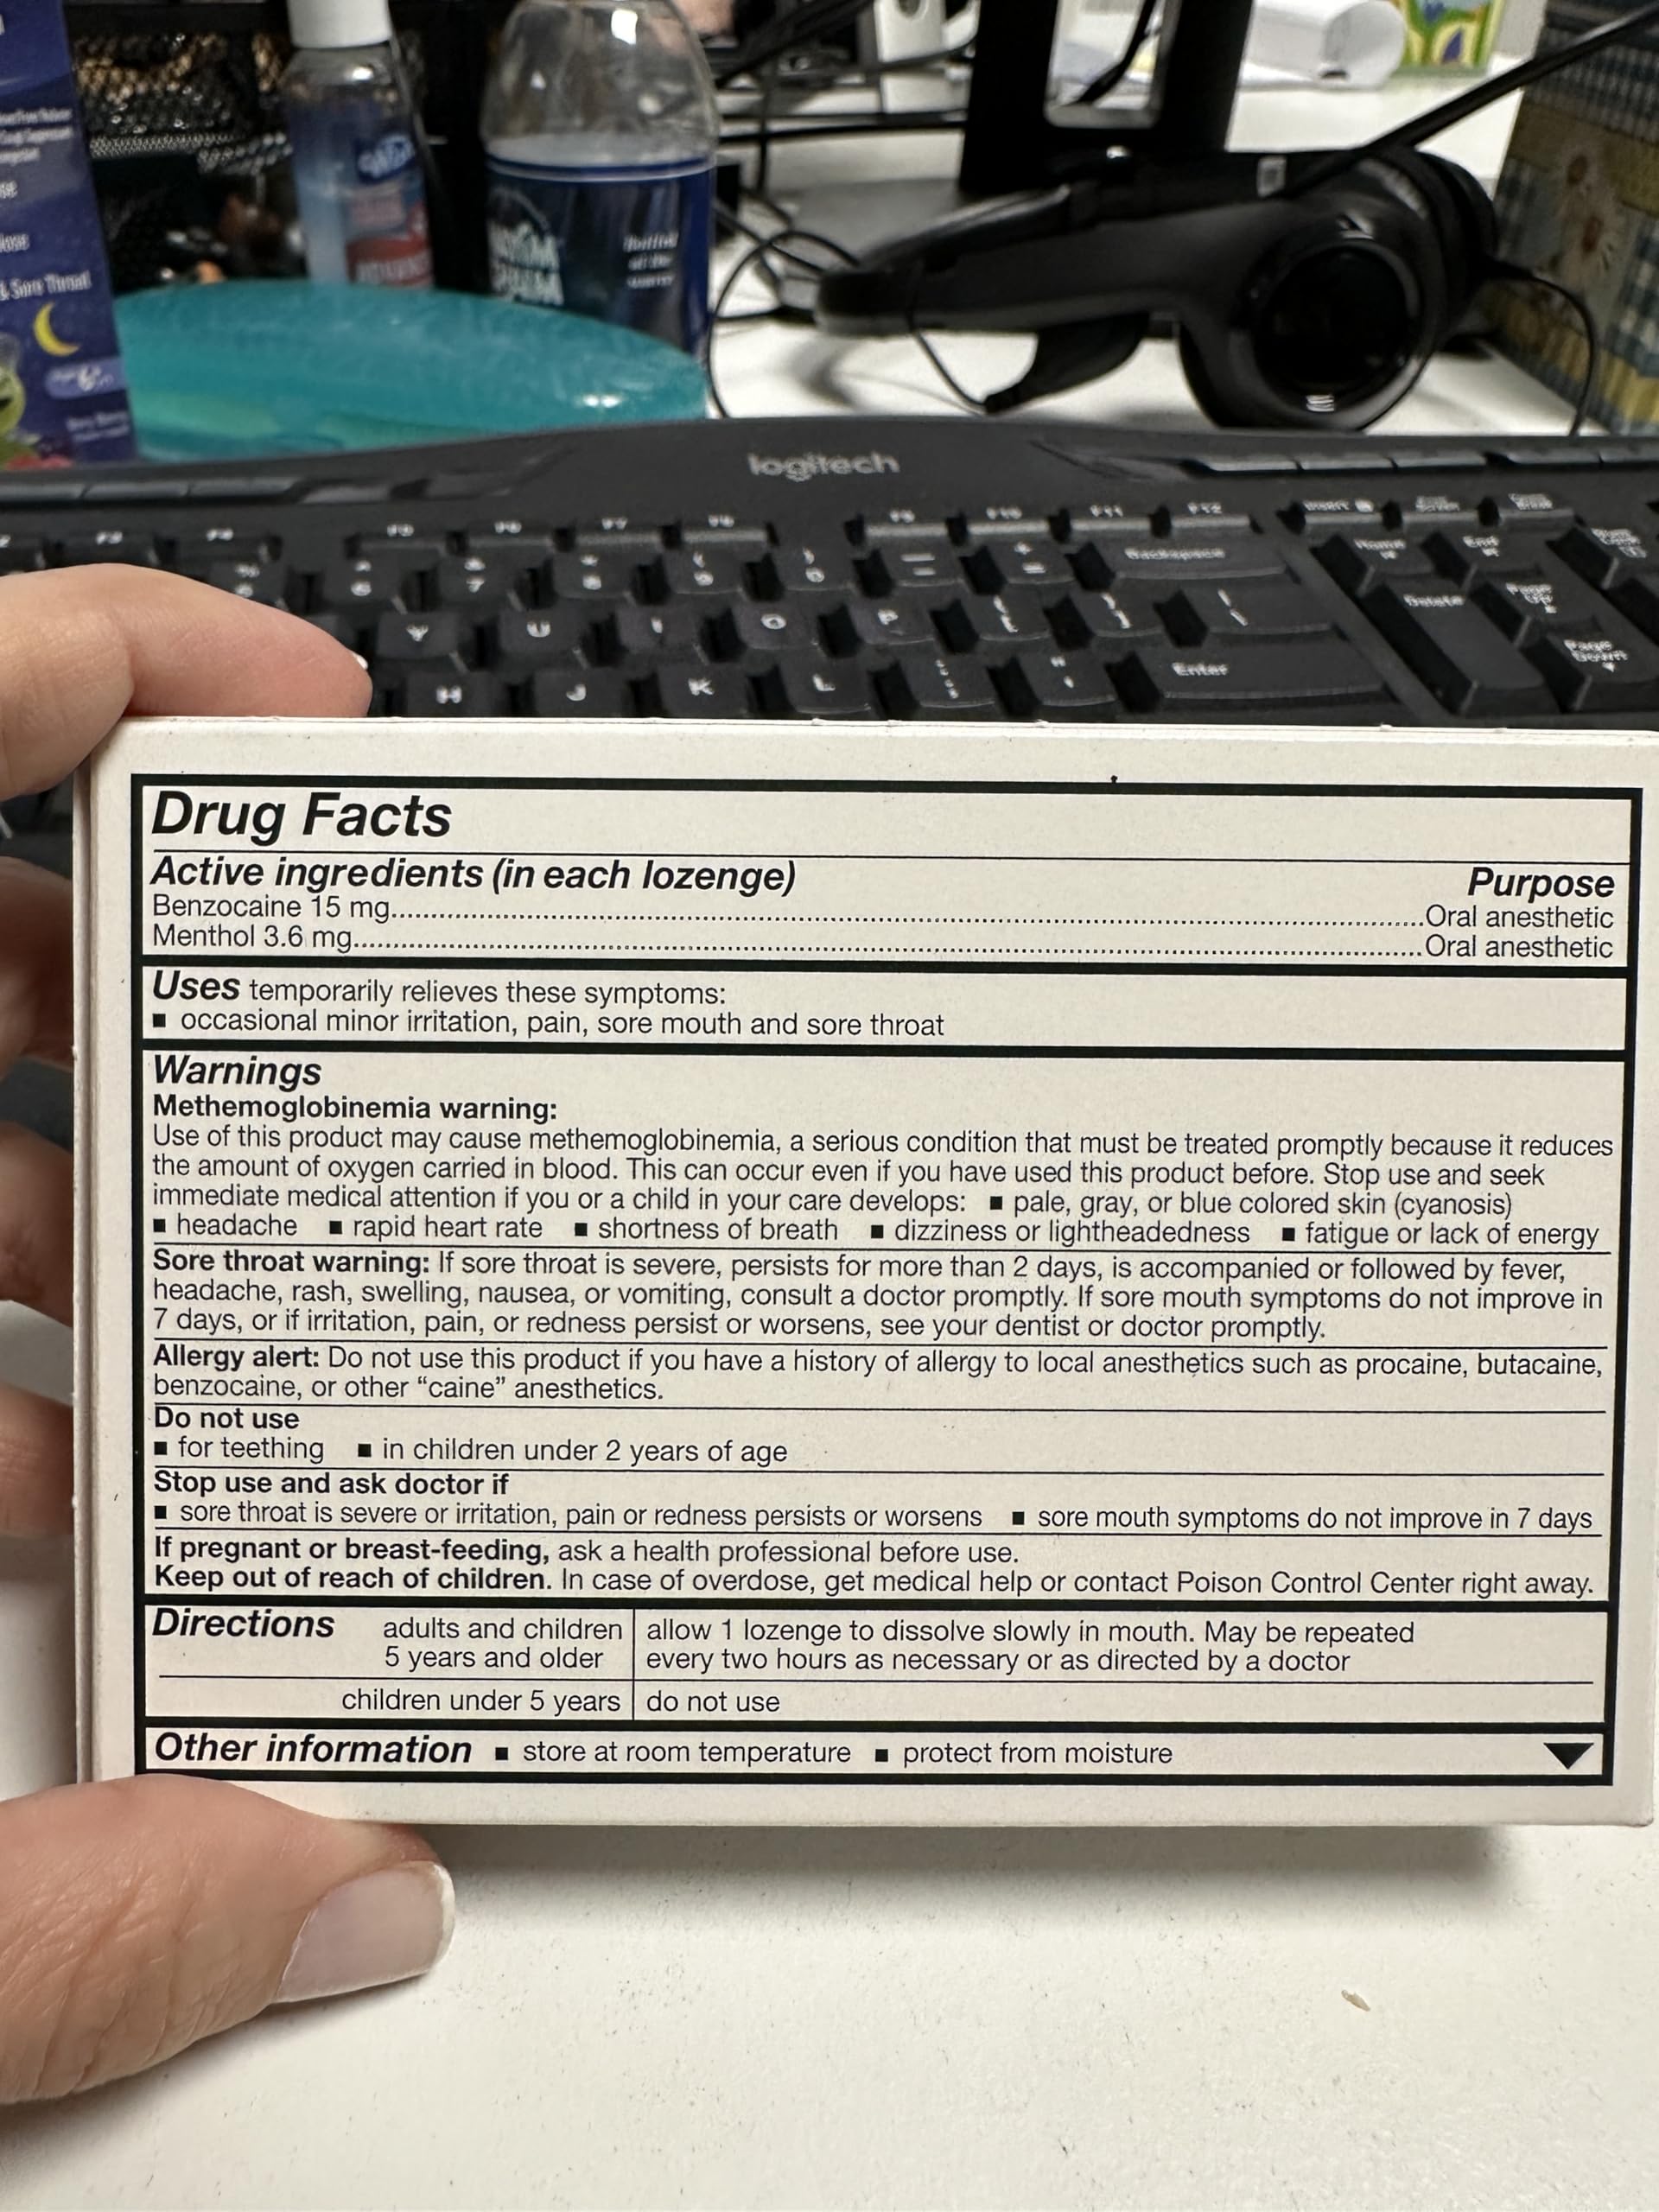 & Sore Throat
logitech
F9 F10 F11 F12
Backspace
Home End
Y U I O P Delete Page Up
H J K L Enter Page Down
Drug Facts
Active ingredients (in each lozenge) Purpose
Benzocaine 15 mg..........Oral anesthetic
Menthol 3.6 mg..........Oral anesthetic
Uses temporarily relieves these symptoms:
▪ occasional minor irritation, pain, sore mouth and sore throat
Warnings
Methemoglobinemia warning:
Use of this product may cause methemoglobinemia, a serious condition that must be treated promptly because it reduces
the amount of oxygen carried in blood. This can occur even if you have used this product before. Stop use and seek
immediate medical attention if you or a child in your care develops: ▪ pale, gray, or blue colored skin (cyanosis)
▪ headache ▪ rapid heart rate ▪ shortness of breath ▪ dizziness or lightheadedness ▪ fatigue or lack of energy
Sore throat warning: If sore throat is severe, persists for more than 2 days, is accompanied or followed by fever,
headache, rash, swelling, nausea, or vomiting, consult a doctor promptly. If sore mouth symptoms do not improve in
7 days, or if irritation, pain, or redness persist or worsens, see your dentist or doctor promptly.
Allergy alert: Do not use this product if you have a history of allergy to local anesthetics such as procaine, butacaine,
benzocaine, or other “caine” anesthetics.
Do not use
▪ for teething ▪ in children under 2 years of age
Stop use and ask doctor if
▪ sore throat is severe or irritation, pain or redness persists or worsens ▪ sore mouth symptoms do not improve in 7 days
If pregnant or breast-feeding, ask a health professional before use.
Keep out of reach of children. In case of overdose, get medical help or contact Poison Control Center right away.
Directions adults and children allow 1 lozenge to dissolve slowly in mouth. May be repeated
5 years and older every two hours as necessary or as directed by a doctor
children under 5 years do not use
Other information ▪ store at room temperature ▪ protect from moisture